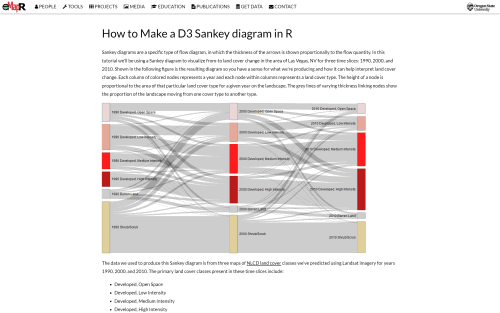 eMapR
PEOPLE
TOOLS
PROJECTS
MEDIA
EDUCATION
PUBLICATIONS
GET DATA
CONTACT
Oregon State
University
How to Make a D3 Sankey diagram in R
Sankey diagrams are a specific type of flow diagram, in which the thickness of the arrows is shown proportionally to the flow quantity. In this
tutorial we'll be using a Sankey diagram to visualize from-to land cover change in the area of Las Vegas, NV for three time slices: 1990, 2000, and
2010. Shown in the following figure is the resulting diagram so you have a sense for what we're producing and how it can help interpret land cover
change. Each column of colored nodes represents a year and each node within columns represents a land cover type. The height of a node is
proportional to the area of that particular land cover type for a given year on the landscape. The grey lines of varying thickness linking nodes show
the proportion of the landscape moving from one cover type to another type.
1990 Developed, Open Space
2000 Developed, Open Space
2010 Developed, Open Space
1990 Developed, Low Intensity
2000 Developed, Low Intensity
2010 Developed, Low Intensity
1990 Developed, Medium Intensity
2000 Developed, Medium Intensity
2010 Developed, Medium Intensity
1990 Developed, High Intensity
2000 Developed, High Intensity
2010 Developed, High Intensity
1990 Barren Land
2000 Barren Land
2010 Barren Land
1990 Shrub/Scrub
2000 Shrub/Scrub
2010 Shrub/Scrub
The data we used to produce this Sankey diagram is from three maps of NLCD land cover classes we've predicted using Landsat imagery for years
1990, 2000, and 2010. The primary land cover classes present in these time slices include:
• Developed, Open Space
• Developed, Low Intensity
• Developed, Medium Intensity
• Developed, High Intensity